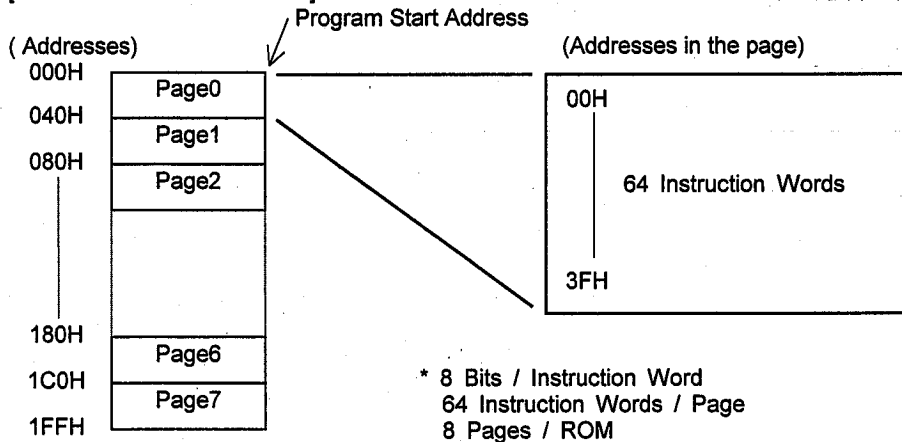 Program Start Address
( Addresses)
(Addresses in the page)
000H
Page0
00H
040H
Page1
080H
Page2
64 Instruction Words
3FH
180H
Page6
1C0H
Page7
1FFH
* 8 Bits / Instruction Word
64 Instruction Words / Page
8 Pages / ROM